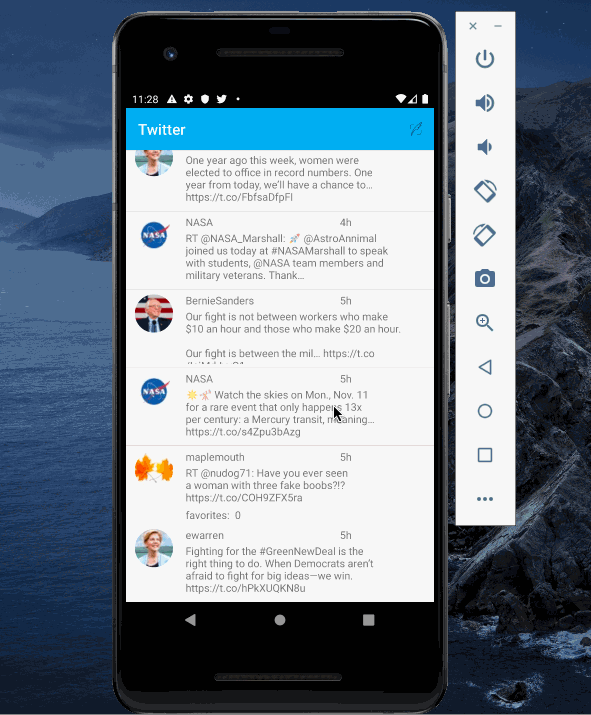 11:28
Twitter
One year ago this week, women were
elected to office in record numbers. One
year from today, we'll have a chance to...
https://t.co/FbfsaDfpFI
NASA 4h
RT @NASA_Marshall: 🚀 @AstroAnnimal
joined us today at #NASAMarshall to speak
with students, @NASA team members and
military veterans. Thank...
BernieSanders 5h
Our fight is not between workers who make
$10 an hour and those who make $20 an hour.
Our fight is between the mil... https://t.co
NASA 5h
Watch the skies on Mon., Nov. 11
for a rare event that only happens 13x
per century: a Mercury transit, meaning...
https://t.co/s4Zpu3bAzg
maplemouth 5h
RT @nudog71: Have you ever seen
a woman with three fake boobs?!?
https://t.co/COH9ZFX5ra
favorites: 0
ewarren 5h
Fighting for the #GreenNewDeal is the
right thing to do. When Democrats aren't
afraid to fight for big ideas—we win.
https://t.co/hPkXUQKN8u